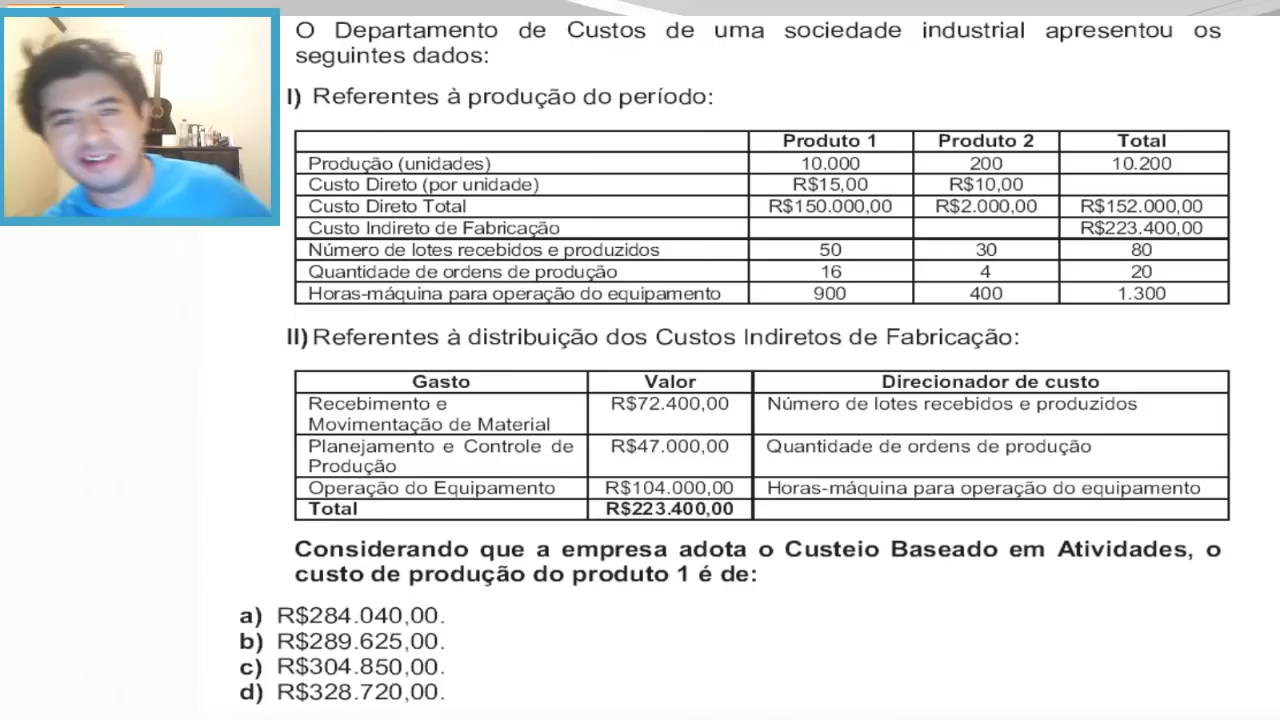 O Departamento de Custos de uma sociedade industrial apresentou os
seguintes dados:
I) Referentes à produção do período:
Produto 1 Produto 2 Total
Produção (unidades) 10.000 200 10.200
Custo Direto (por unidade) R$15,00 R$10,00
Custo Direto Total R$150.000,00 R$2.000,00 R$152.000,00
Custo Indireto de Fabricação R$223.400,00
Número de lotes recebidos e produzidos 50 30 80
Quantidade de ordens de produção 16 4 20
Horas-máquina para operação do equipamento 900 400 1.300
II) Referentes à distribuição dos Custos Indiretos de Fabricação:
Gasto Valor Direcionador de custo
Recebimento e R$72.400,00 Número de lotes recebidos e produzidos
Movimentação de Material
Planejamento e Controle de R$47.000,00 Quantidade de ordens de produção
Produção
Operação do Equipamento R$104.000,00 Horas-máquina para operação do equipamento
Total R$223.400,00
Considerando que a empresa adota o Custeio Baseado em Atividades, o
custo de produção do produto 1 é de:
a) R$284.040,00.
b) R$289.625,00.
c) R$304.850,00.
d) R$328.720,00.